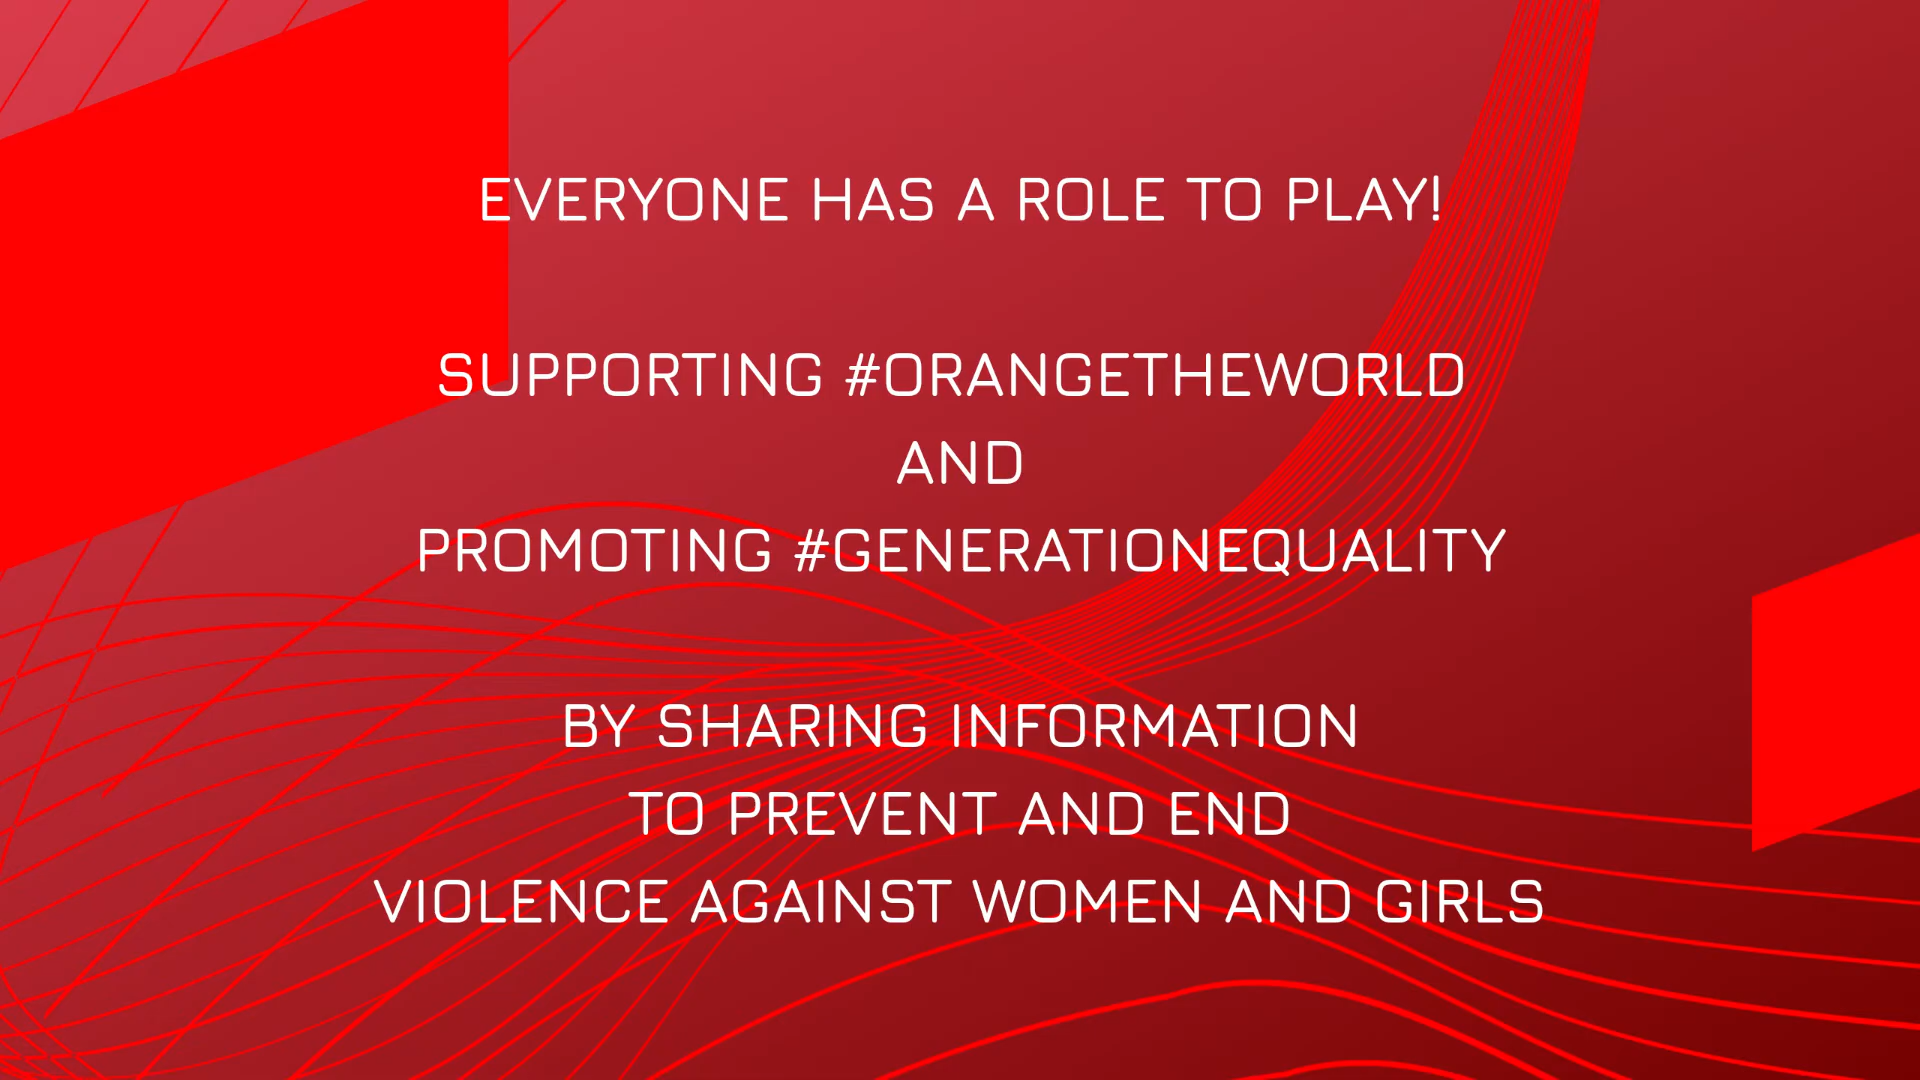 EVERYONE HAS A ROLE TO PLAY!
SUPPORTING #ORANGETHEWORLD
AND
PROMOTING #GENERATIONEQUALITY
BY SHARING INFORMATION
TO PREVENT AND END
VIOLENCE AGAINST WOMEN AND GIRLS